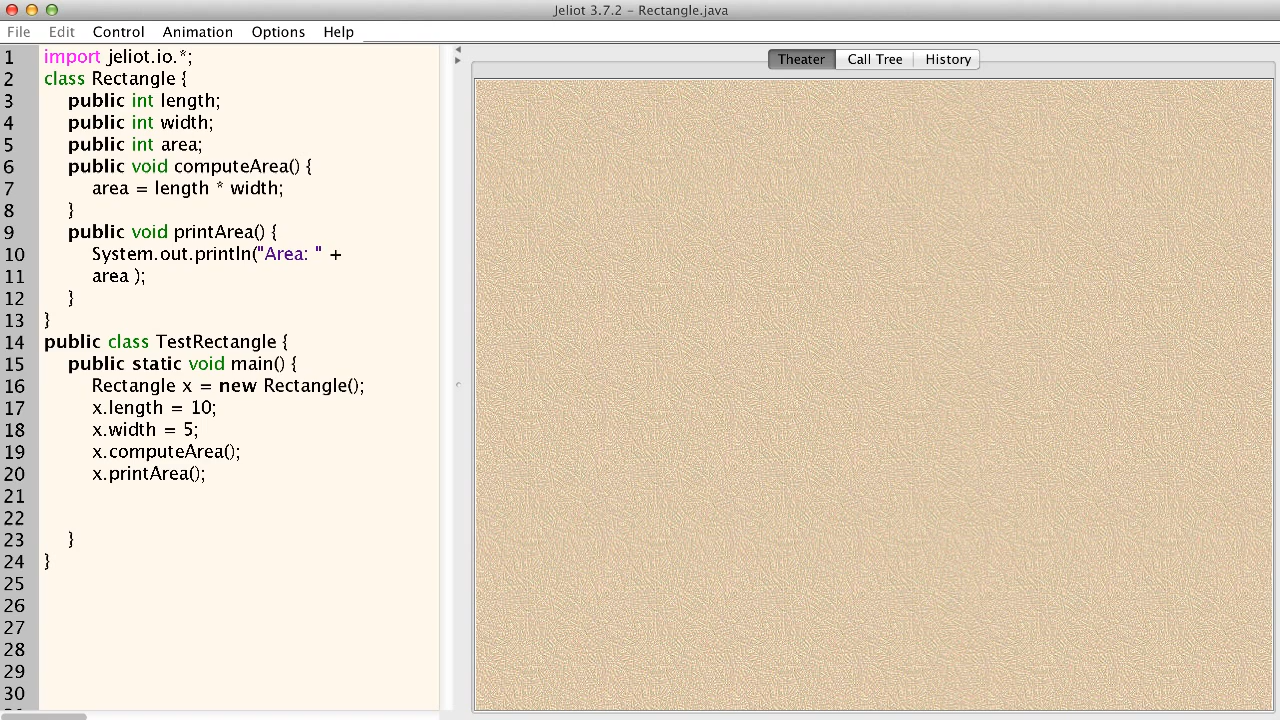 Jeliot 3.7.2 – Rectangle.java
File Edit Control Animation Options Help
Theater Call Tree History
1 import jeliot.io.*;
2 class Rectangle {
3 public int length;
4 public int width;
5 public int area;
6 public void computeArea() {
7 area = length * width;
8 }
9 public void printArea() {
10 System.out.println("Area: " +
11 area );
12 }
13 }
14 public class TestRectangle {
15 public static void main() {
16 Rectangle x = new Rectangle();
17 x.length = 10;
18 x.width = 5;
19 x.computeArea();
20 x.printArea();
21
22
23 }
24 }
25
26
27
28
29
30